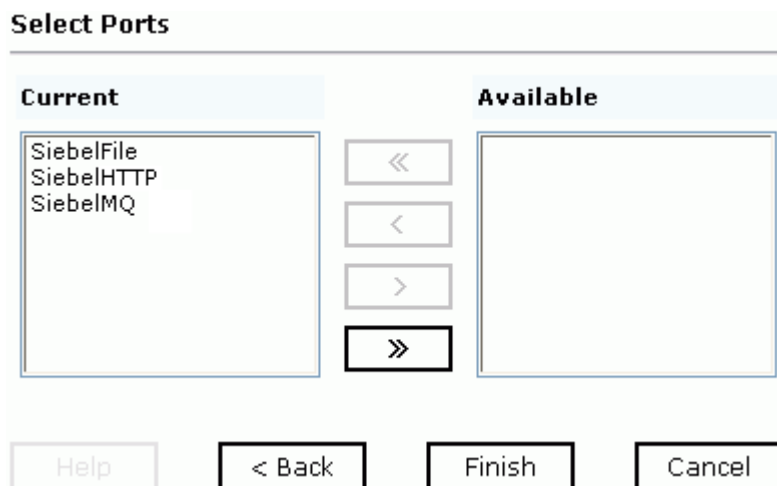 Select Ports
Current
Available
SiebelFile
SiebelHTTP
SiebelMQ
«
<
>
»
Help
< Back
Finish
Cancel